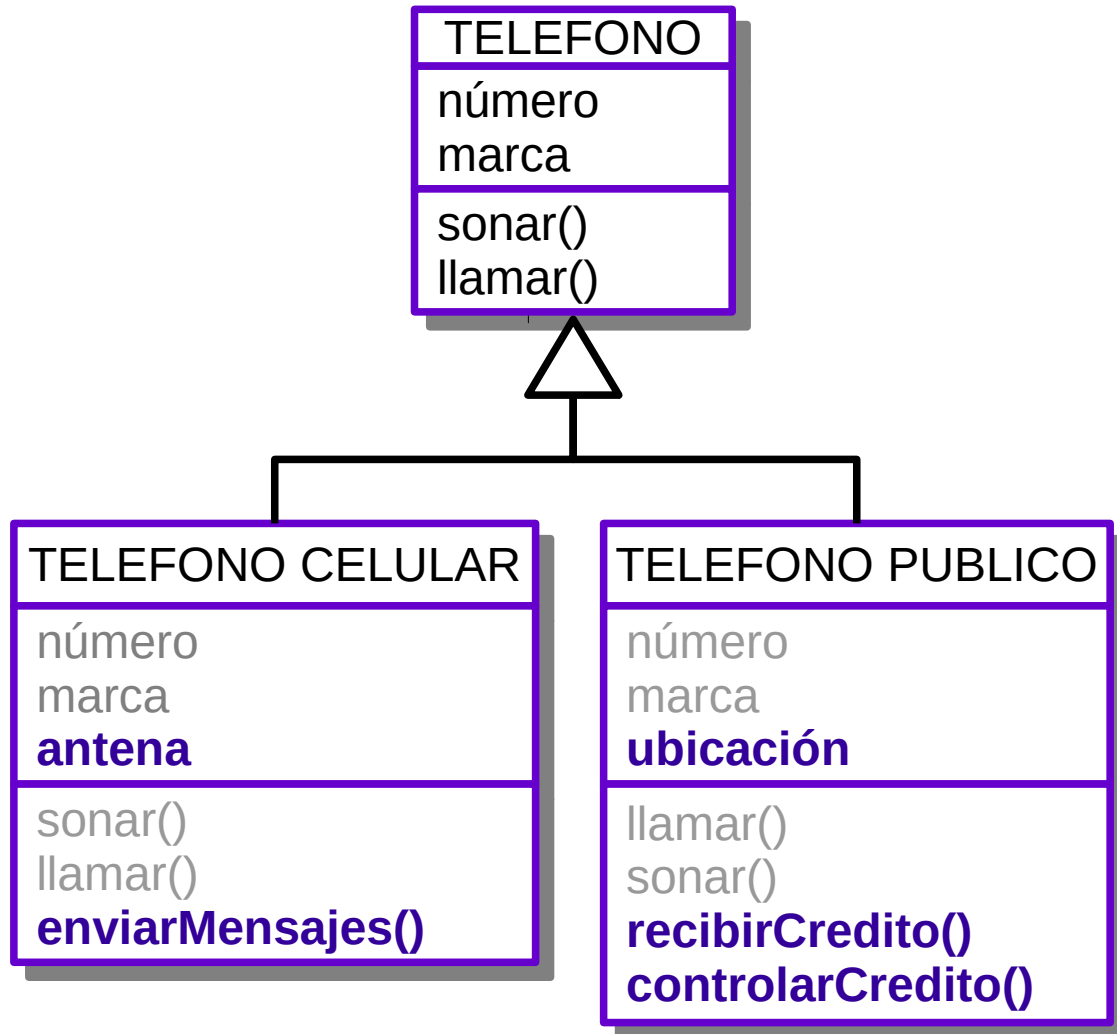 TELEFONO
número
marca
sonar()
llamar()
TELEFONO CELULAR
número
marca
antena
sonar()
llamar()
enviarMensajes()
TELEFONO PUBLICO
número
marca
ubicación
llamar()
sonar()
recibirCredito()
controlarCredito()